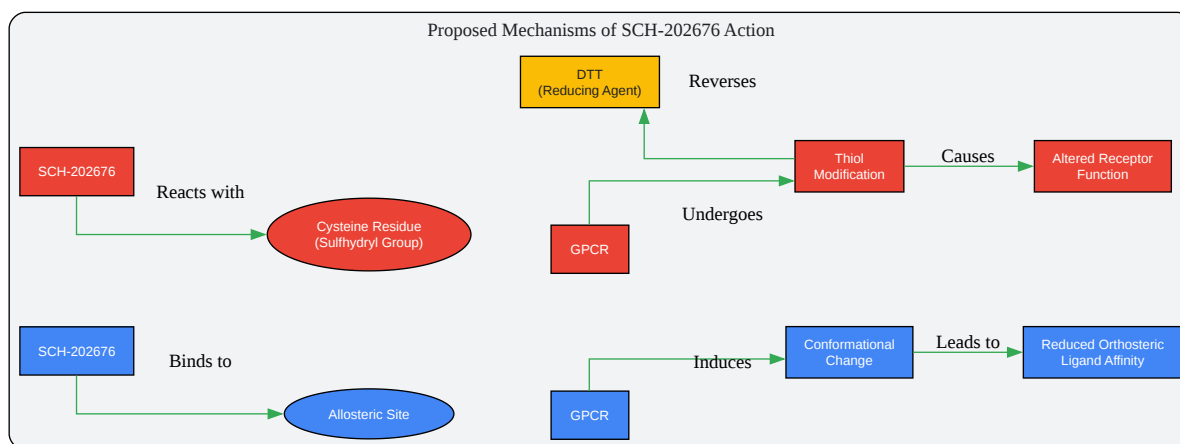 Proposed Mechanisms of SCH-202676 Action
DTT
(Reducing Agent)
Reverses
SCH-202676
Reacts with
Cysteine Residue
(Sulfhydryl Group)
Thiol
Modification
Causes
Altered Receptor
Function
Undergoes
GPCR
SCH-202676
Binds to
Allosteric Site
GPCR
Induces
Conformational
Change
Leads to
Reduced Orthosteric
Ligand Affinity